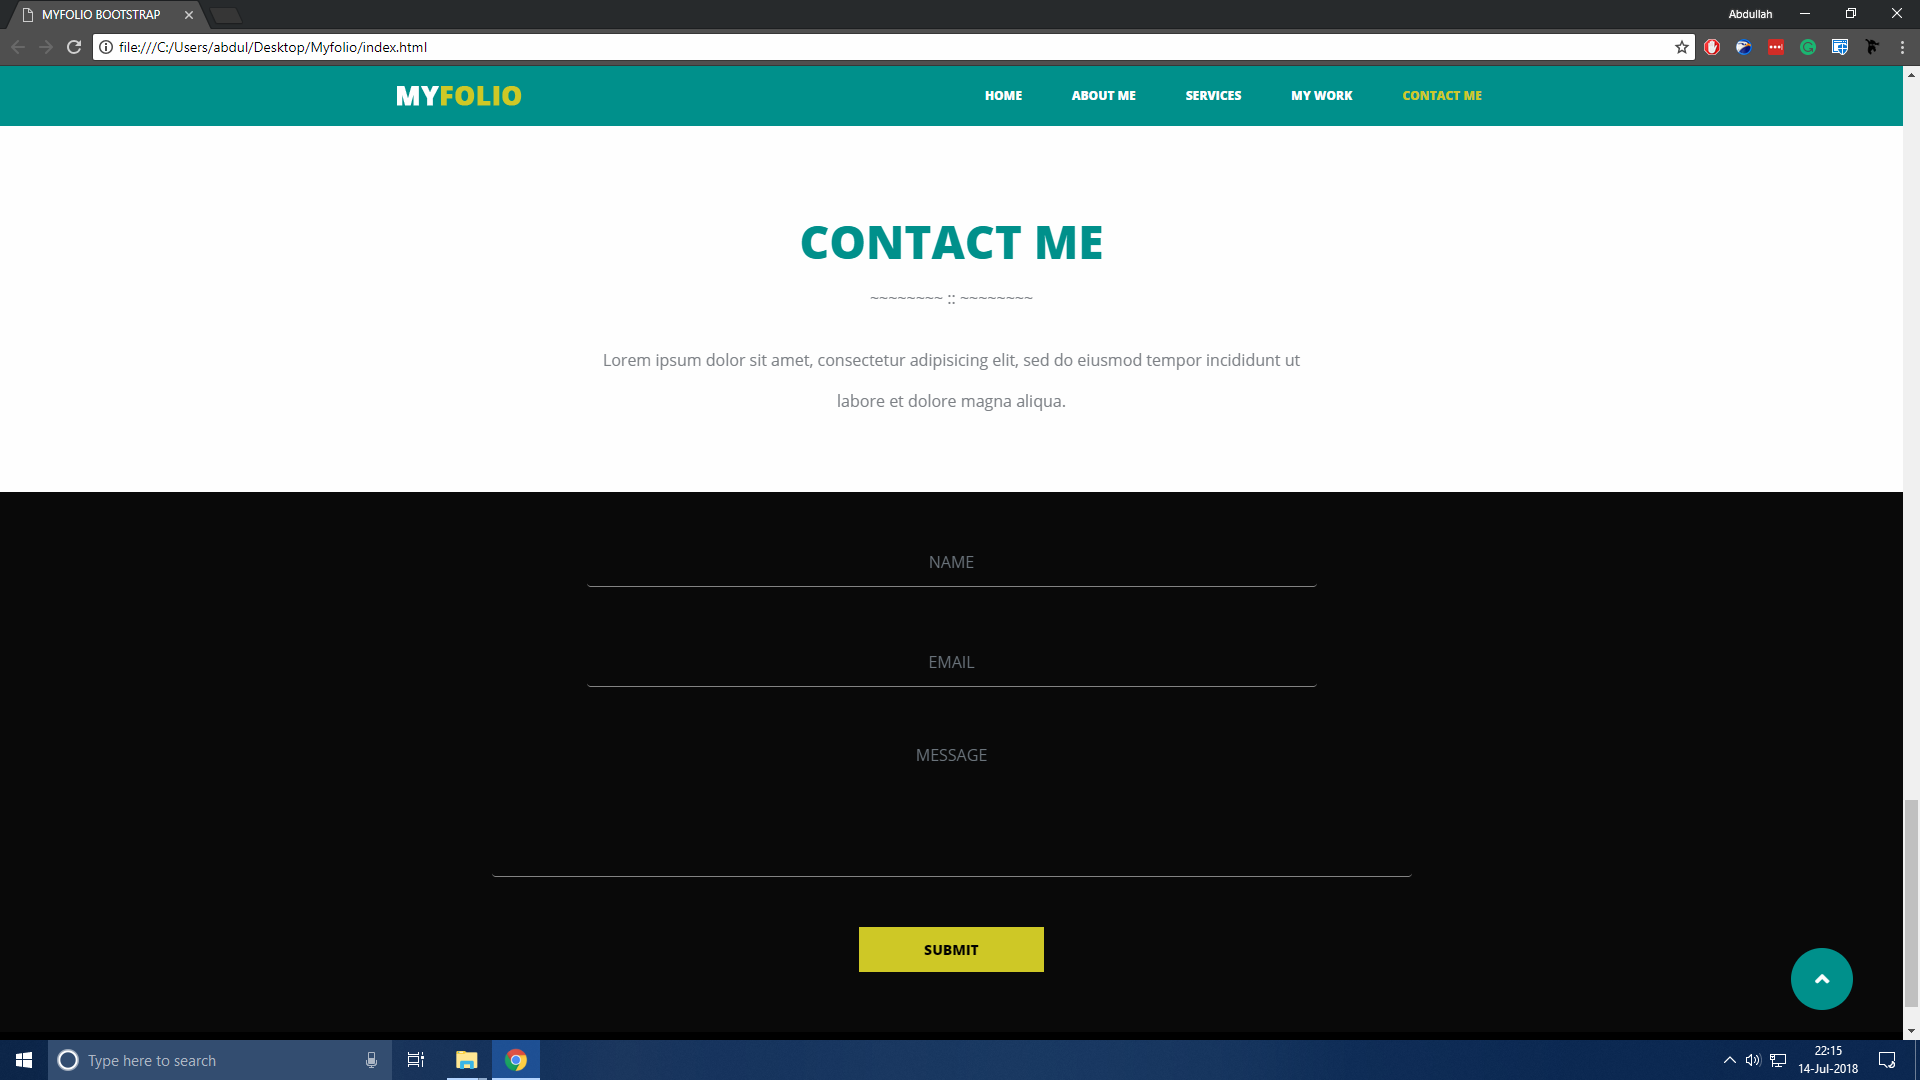 MYFOLIO BOOTSTRAP
Abdullah
file:///C:/Users/abdul/Desktop/Myfolio/index.html
MYFOLIO
HOME
ABOUT ME
SERVICES
MY WORK
CONTACT ME
CONTACT ME
~~~~~~~~ :: ~~~~~~~~
Lorem ipsum dolor sit amet, consectetur adipisicing elit, sed do eiusmod tempor incididunt ut
labore et dolore magna aliqua.
NAME
EMAIL
MESSAGE
SUBMIT
Type here to search
22:15
14-Jul-2018